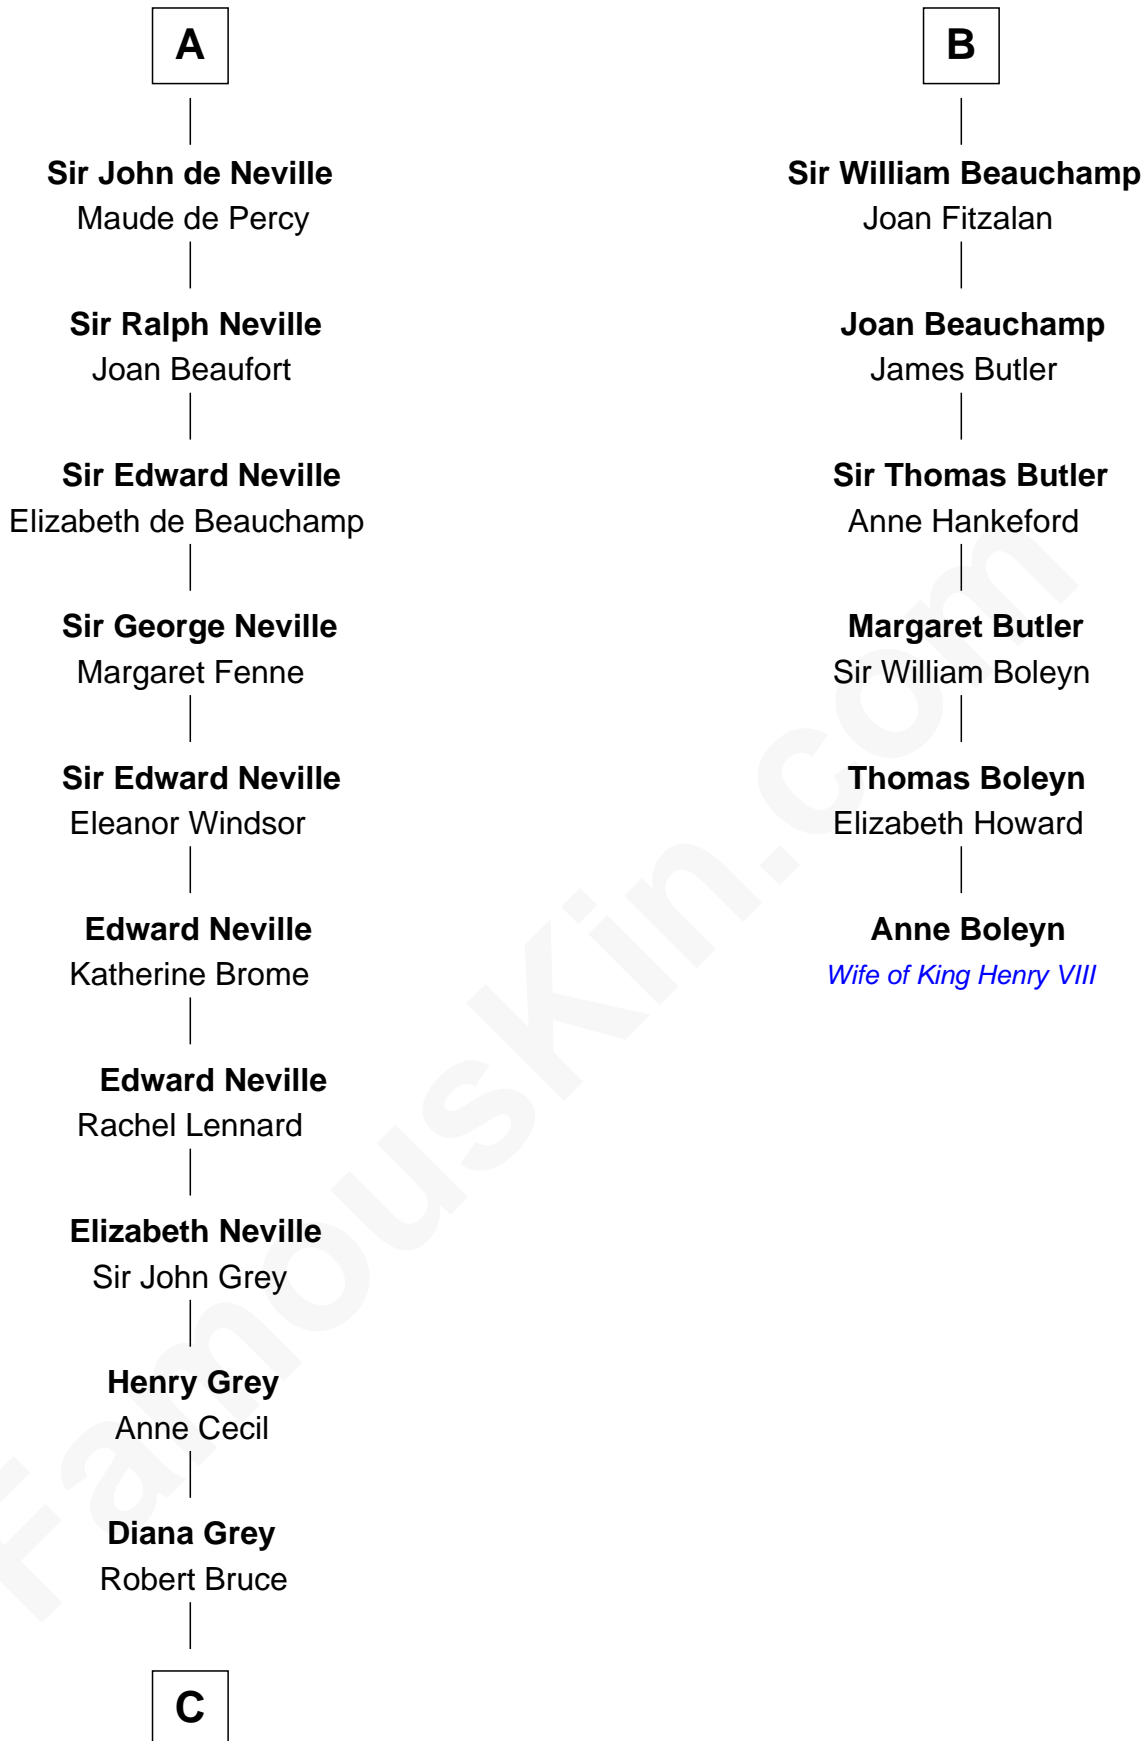 A
Sir John de Neville
Maude de Percy
Sir Ralph Neville
Joan Beaufort
Sir Edward Neville
Elizabeth de Beauchamp
Sir George Neville
Margaret Fenne
Sir Edward Neville
Eleanor Windsor
Edward Neville
Katherine Brome
Edward Neville
Rachel Lennard
Elizabeth Neville
Sir John Grey
Henry Grey
Anne Cecil
Diana Grey
Robert Bruce
C
B
Sir William Beauchamp
Joan Fitzalan
Joan Beauchamp
James Butler
Sir Thomas Butler
Anne Hankeford
Margaret Butler
Sir William Boleyn
Thomas Boleyn
Elizabeth Howard
Anne Boleyn
Wife of King Henry VIII
FamousKin.com